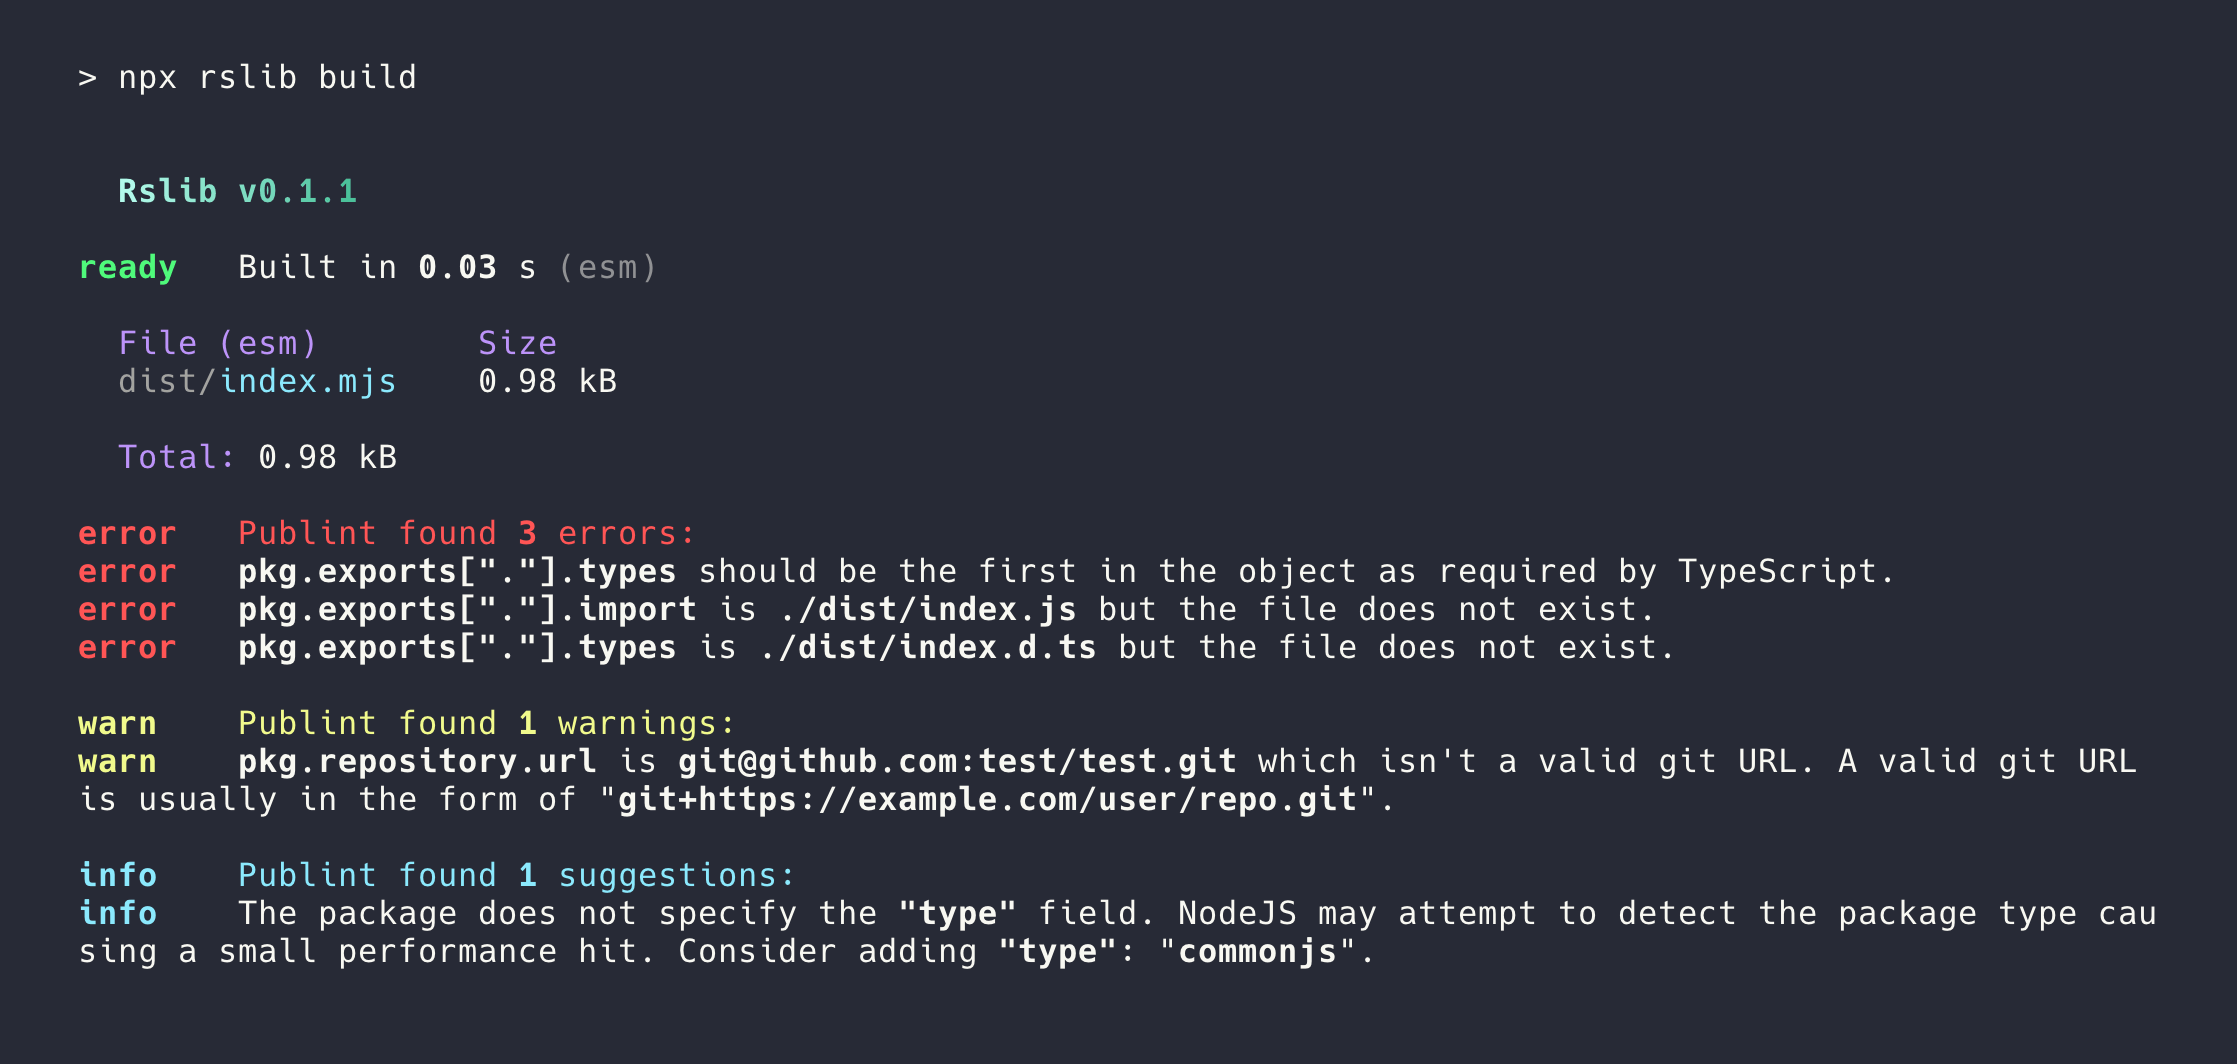 > npx rslib build
Rslib v0.1.1
ready   Built in 0.03 s (esm)
File (esm)        Size
dist/index.mjs    0.98 kB
Total: 0.98 kB
error   Publint found 3 errors:
error   pkg.exports["."].types should be the first in the object as required by TypeScript.
error   pkg.exports["."].import is ./dist/index.js but the file does not exist.
error   pkg.exports["."].types is ./dist/index.d.ts but the file does not exist.
warn    Publint found 1 warnings:
warn    pkg.repository.url is git@github.com:test/test.git which isn't a valid git URL. A valid git URL
is usually in the form of "git+https://example.com/user/repo.git".
info    Publint found 1 suggestions:
info    The package does not specify the "type" field. NodeJS may attempt to detect the package type cau
sing a small performance hit. Consider adding "type": "commonjs".